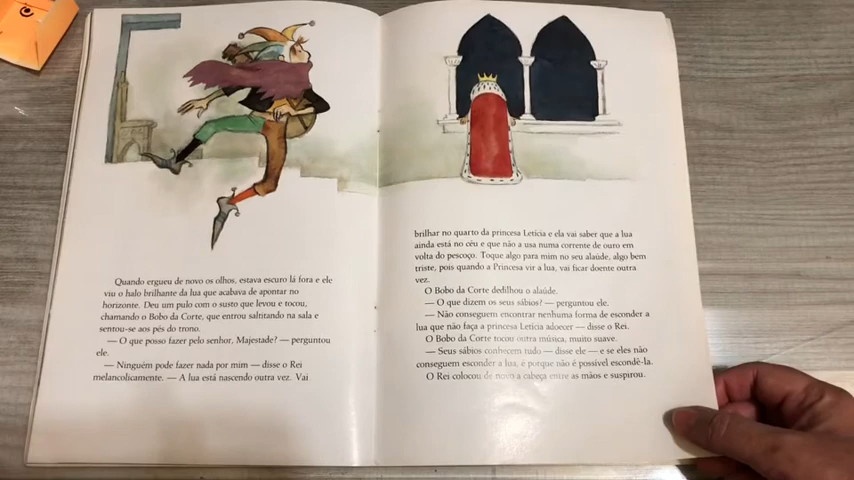 Quando ergueu de novo os olhos, estava escuro lá fora e ele
viu o halo brilhante da lua que acabava de apontar no
horizonte. Deu um pulo com o susto que levou e tocou,
chamando o Bobo da Corte, que entrou saltitando na sala e
sentou-se aos pés do trono.
— O que posso fazer pelo senhor, Majestade? — perguntou
ele.
— Ninguém pode fazer nada por mim — disse o Rei
melancolicamente. — A lua está nascendo outra vez. Vai
brilhar no quarto da princesa Letícia e ela vai saber que a lua
ainda está no céu e que não a usa numa corrente de ouro em
volta do pescoço. Toque algo para mim no seu alaúde, algo bem
triste, pois quando a Princesa vir a lua, vai ficar doente outra
vez.
O Bobo da Corte dedilhou o alaúde.
— O que dizem os seus sábios? — perguntou ele.
— Não conseguem encontrar nenhuma forma de esconder a
lua que não faça a princesa Letícia adoecer — disse o Rei.
O Bobo da Corte tocou outra música, muito suave.
— Seus sábios conhecem tudo — disse ele — e se eles não
conseguem esconder a lua, é porque não é possível escondê-la.
O Rei colocou de novo a cabeça entre as mãos e suspirou.